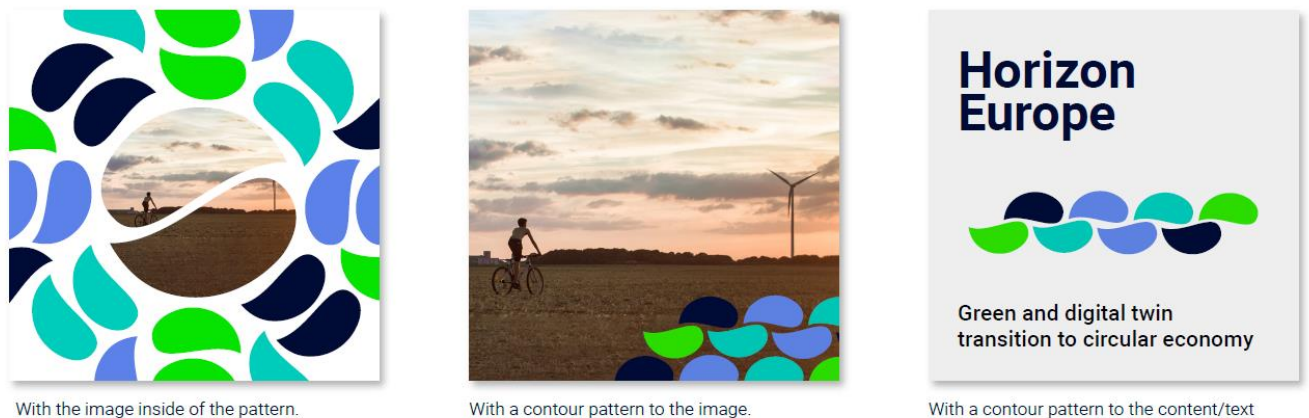 Horizon
Europe
Green and digital twin
transition to circular economy
With the image inside of the pattern.
With a contour pattern to the image.
With a contour pattern to the content/text